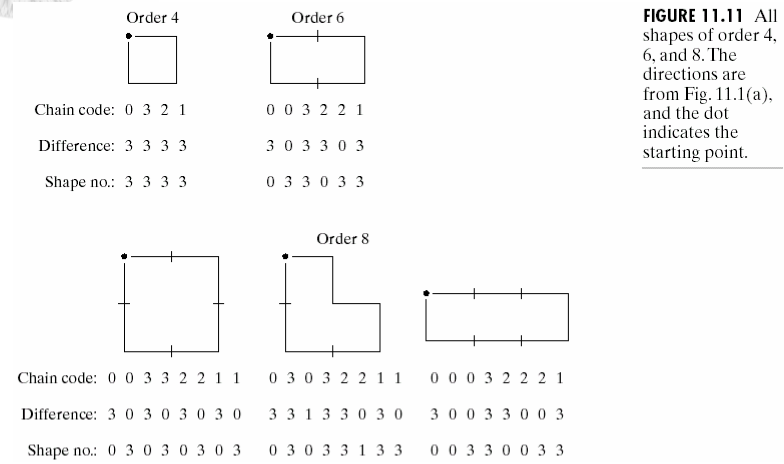 Order 4
Order 6
Chain code: 0 3 2 1
0 0 3 2 2 1
Difference: 3 3 3 3
3 0 3 3 0 3
Shape no.: 3 3 3 3
0 3 3 0 3 3
Order 8
Chain code: 0 0 3 3 2 2 1 1
0 3 0 3 2 2 1 1
0 0 0 3 2 2 2 1
Difference: 3 0 3 0 3 0 3 0
3 3 1 3 3 0 3 0
3 0 0 3 3 0 0 3
Shape no.: 0 3 0 3 0 3 0 3
0 3 0 3 3 1 3 3
0 0 3 3 0 0 3 3
FIGURE 11.11 All
shapes of order 4,
6, and 8. The
directions are
from Fig. 11.1(a),
and the dot
indicates the
starting point.